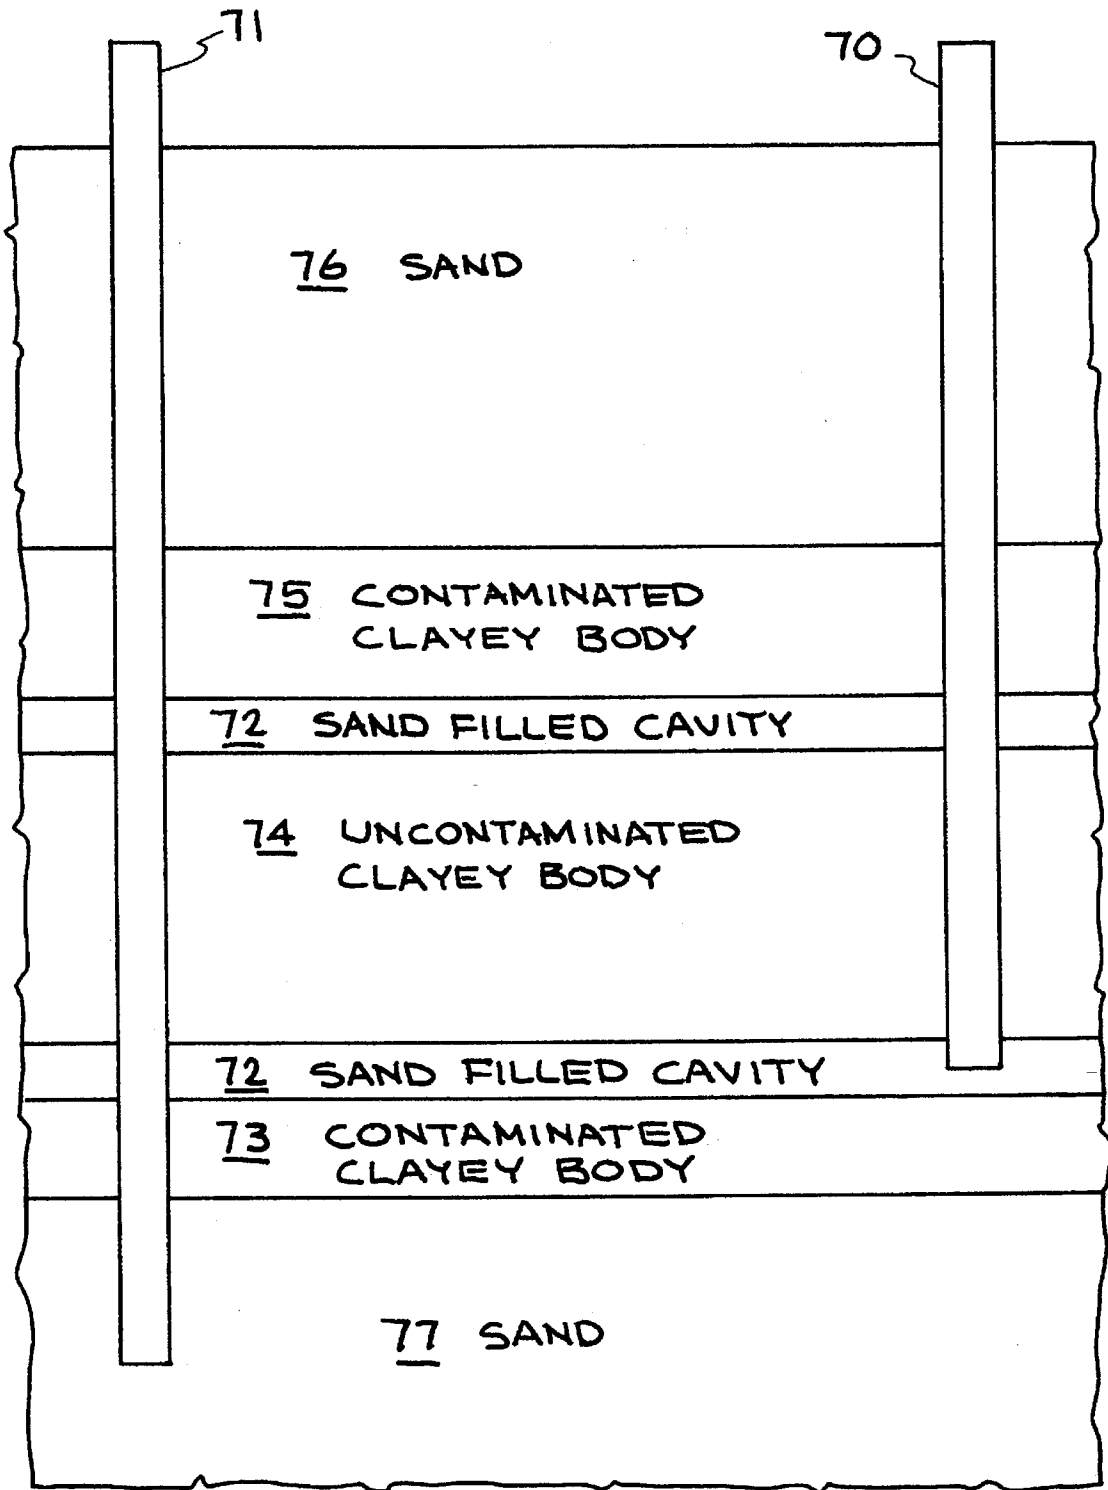 71
70
76 SAND
75 CONTAMINATED
CLAYEY BODY
72 SAND FILLED CAVITY
74 UNCONTAMINATED
CLAYEY BODY
72 SAND FILLED CAVITY
73 CONTAMINATED
CLAYEY BODY
77 SAND